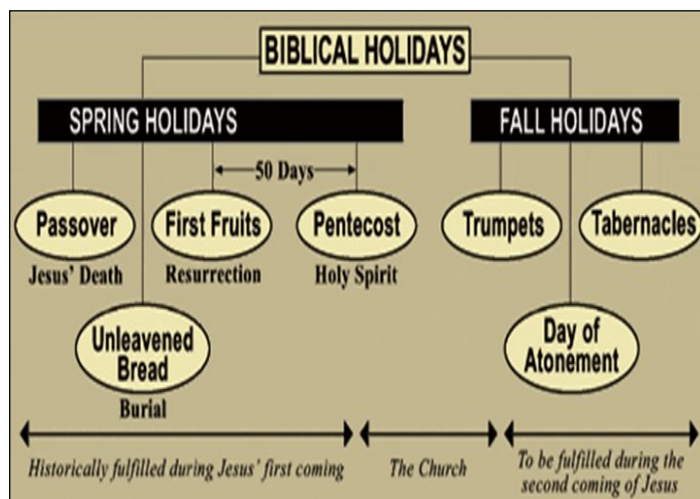 BIBLICAL HOLIDAYS
SPRING HOLIDAYS
FALL HOLIDAYS
50 Days
Passover
First Fruits
Pentecost
Trumpets
Tabernacles
Jesus' Death
Resurrection
Holy Spirit
Unleavened
Bread
Day of
Atonement
Burial
Historically fulfilled during Jesus' first coming
The Church
To be fulfilled during the
second coming of Jesus